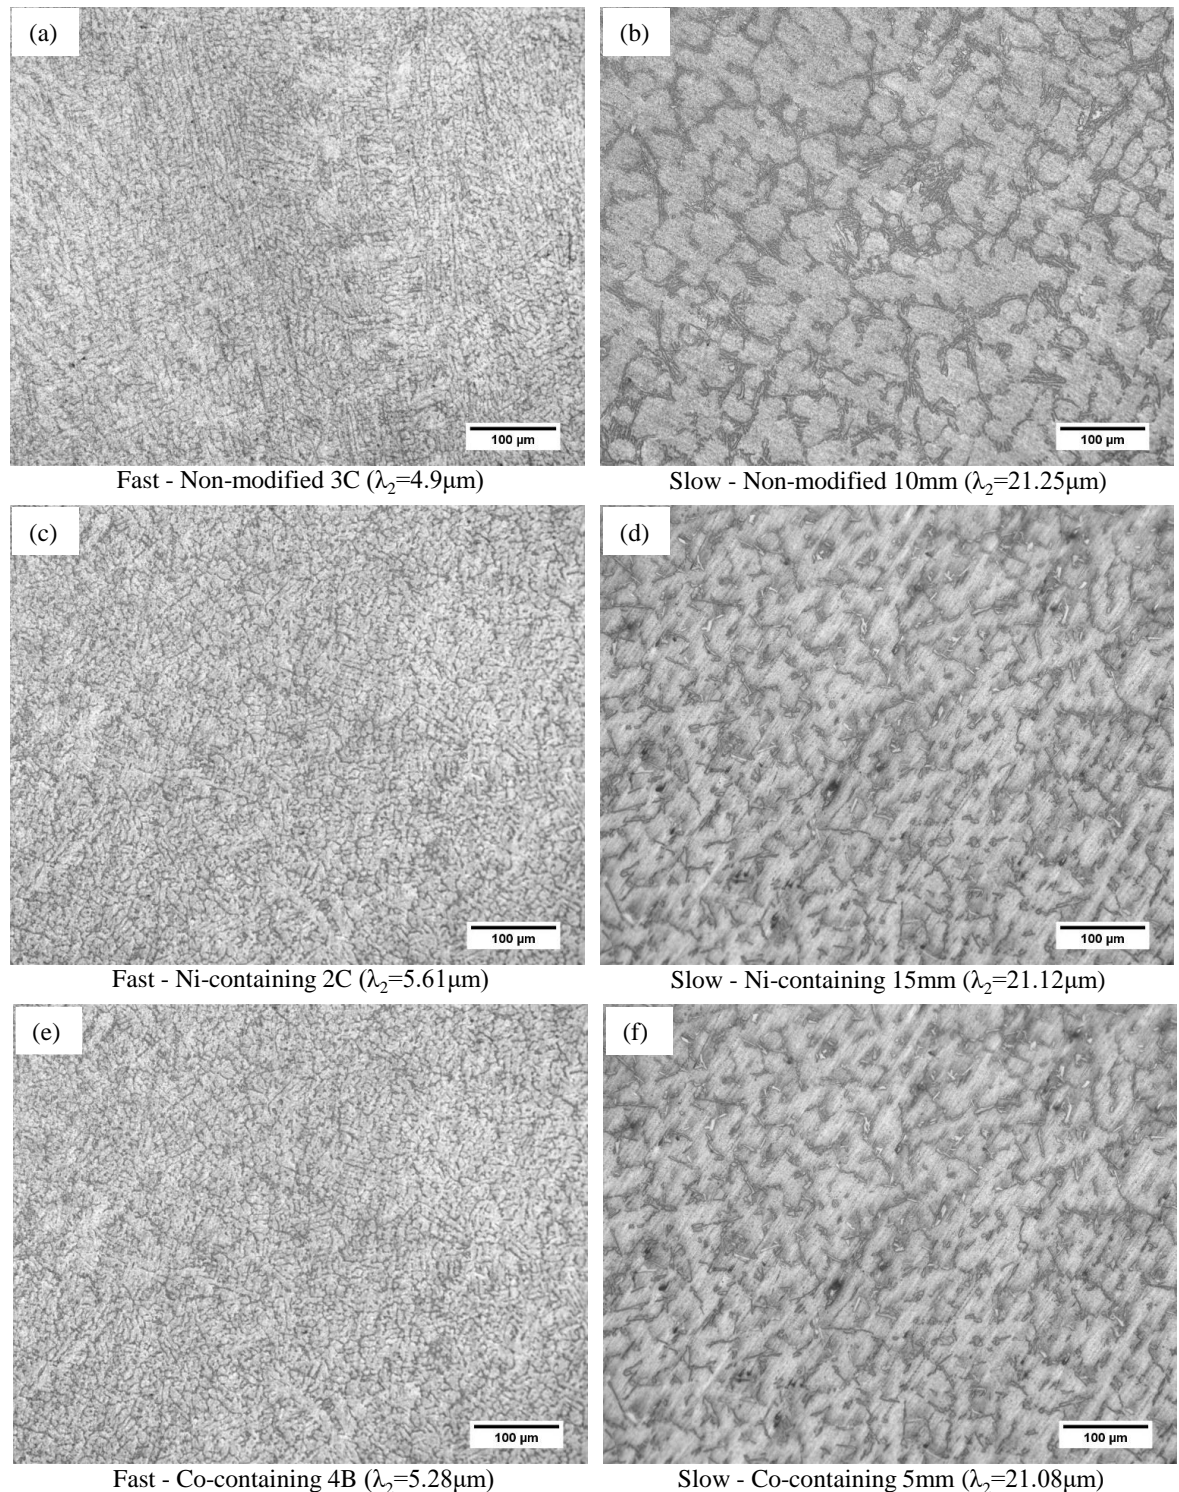 (a)
(b)
100 µm
100 µm
Fast - Non-modified 3C (λ₂=4.9µm)
Slow - Non-modified 10mm (λ₂=21.25µm)
(c)
(d)
100 µm
100 µm
Fast - Ni-containing 2C (λ₂=5.61µm)
Slow - Ni-containing 15mm (λ₂=21.12µm)
(e)
(f)
100 µm
100 µm
Fast - Co-containing 4B (λ₂=5.28µm)
Slow - Co-containing 5mm (λ₂=21.08µm)